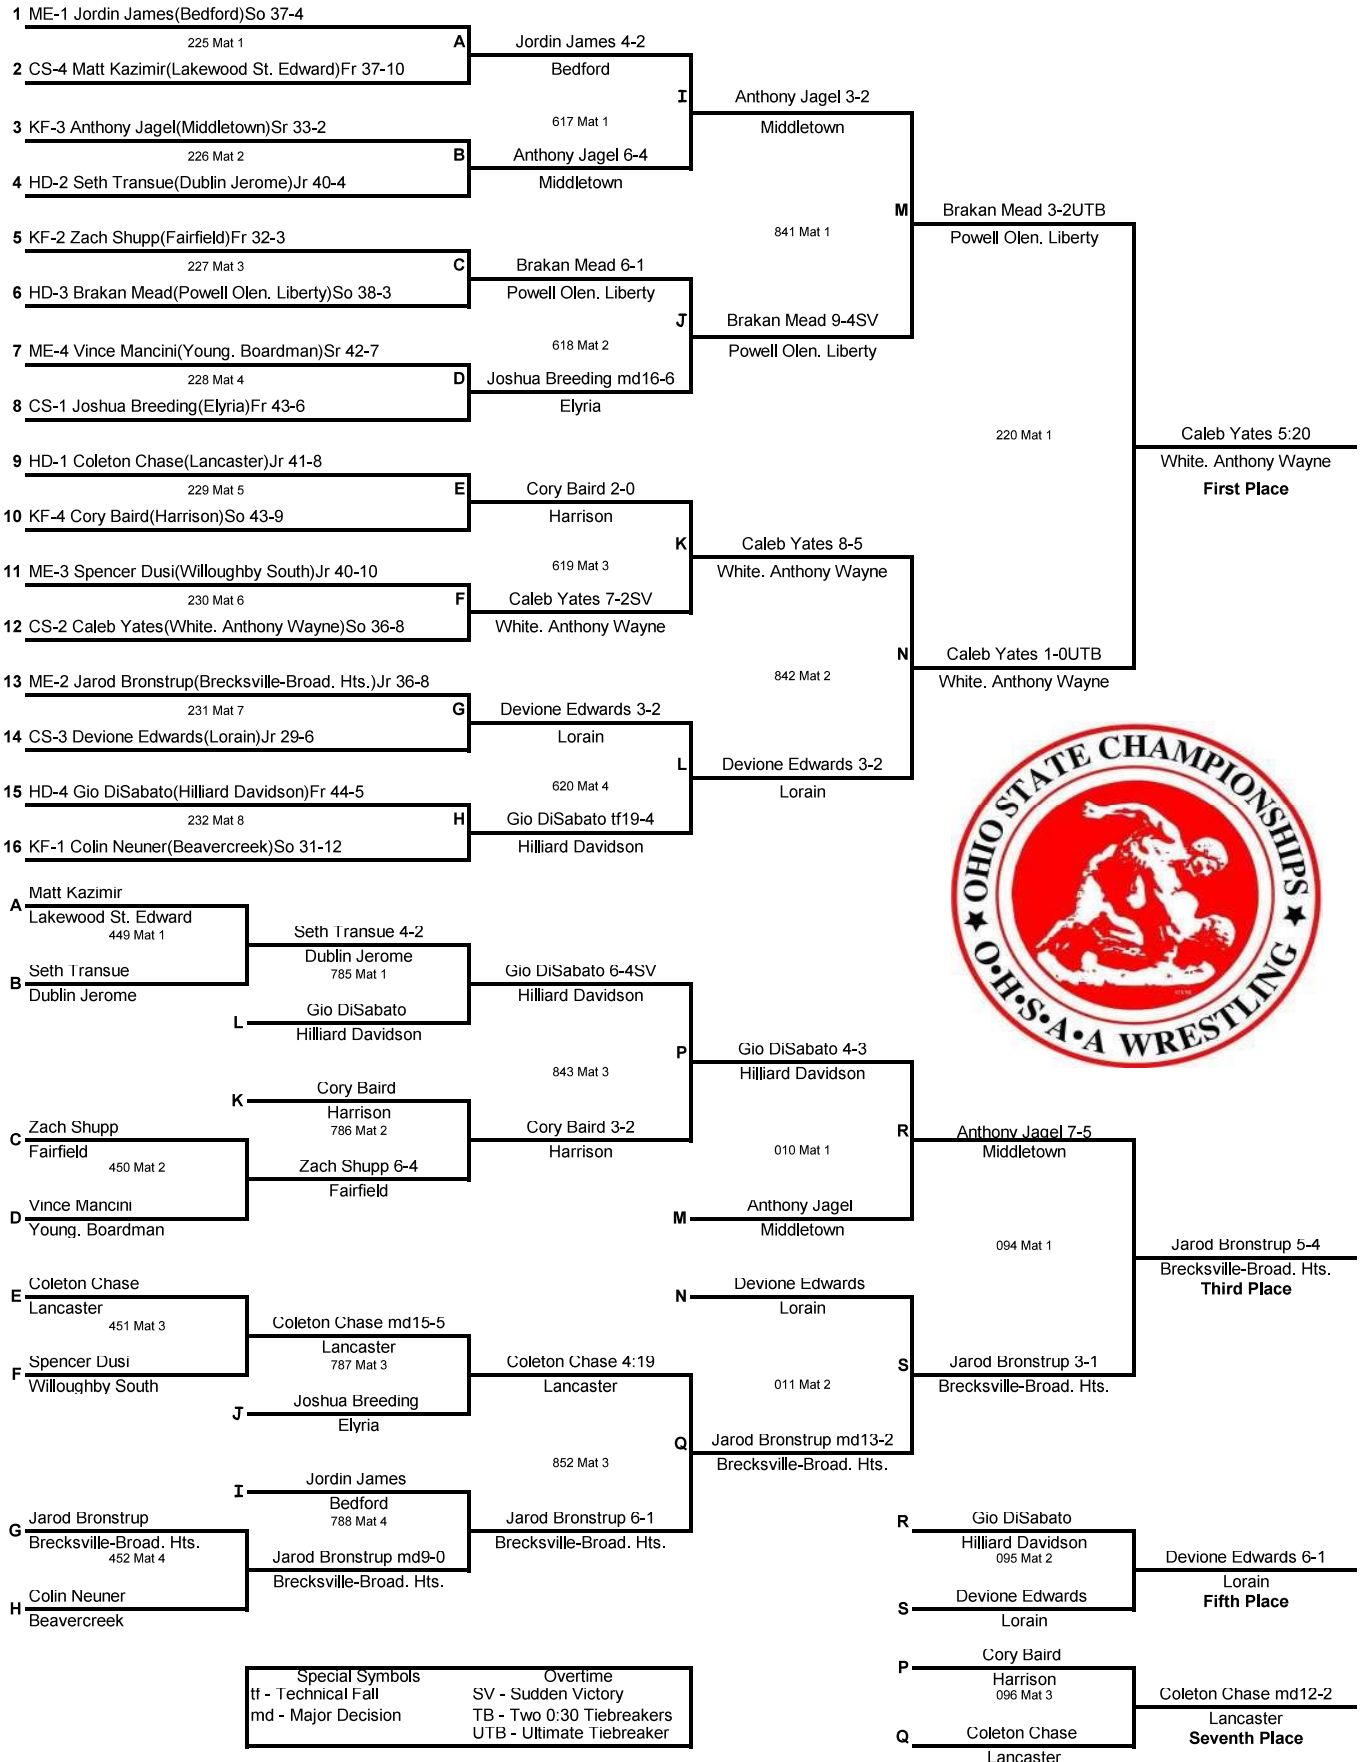 1 ME-1 Jordin James(Bedford)So 37-4
225 Mat 1
A
2 CS-4 Matt Kazimir(Lakewood St. Edward)Fr 37-10
Jordin James 4-2
Bedford
617 Mat 1
I
3 KF-3 Anthony Jagel(Middletown)Sr 33-2
226 Mat 2
B
4 HD-2 Seth Transue(Dublin Jerome)Jr 40-4
Anthony Jagel 6-4
Middletown
Anthony Jagel 3-2
Middletown
841 Mat 1
M
5 KF-2 Zach Shupp(Fairfield)Fr 32-3
227 Mat 3
C
6 HD-3 Brakan Mead(Powell Olen. Liberty)So 38-3
Brakan Mead 6-1
Powell Olen. Liberty
618 Mat 2
J
7 ME-4 Vince Mancini(Young. Boardman)Sr 42-7
228 Mat 4
D
8 CS-1 Joshua Breeding(Elyria)Fr 43-6
Joshua Breeding md16-6
Elyria
Brakan Mead 9-4SV
Powell Olen. Liberty
Brakan Mead 3-2UTB
Powell Olen. Liberty
220 Mat 1
Caleb Yates 5:20
White. Anthony Wayne
First Place
9 HD-1 Coleton Chase(Lancaster)Jr 41-8
229 Mat 5
E
10 KF-4 Cory Baird(Harrison)So 43-9
Cory Baird 2-0
Harrison
619 Mat 3
K
11 ME-3 Spencer Dusi(Willoughby South)Jr 40-10
230 Mat 6
F
12 CS-2 Caleb Yates(White. Anthony Wayne)So 36-8
Caleb Yates 7-2SV
White. Anthony Wayne
Caleb Yates 8-5
White. Anthony Wayne
842 Mat 2
N
Caleb Yates 1-0UTB
White. Anthony Wayne
13 ME-2 Jarod Bronstrup(Brecksville-Broad. Hts.)Jr 36-8
231 Mat 7
G
14 CS-3 Devione Edwards(Lorain)Jr 29-6
Devione Edwards 3-2
Lorain
620 Mat 4
L
15 HD-4 Gio DiSabato(Hilliard Davidson)Fr 44-5
232 Mat 8
H
16 KF-1 Colin Neuner(Beavercreek)So 31-12
Gio DiSabato tf19-4
Hilliard Davidson
Devione Edwards 3-2
Lorain
OHIO STATE CHAMPIONSHIPS
O•H•S•A•A WRESTLING
A Matt Kazimir
Lakewood St. Edward
449 Mat 1
B Seth Transue
Dublin Jerome
Seth Transue 4-2
Dublin Jerome
785 Mat 1
L Gio DiSabato
Hilliard Davidson
Gio DiSabato 6-4SV
Hilliard Davidson
843 Mat 3
P
K Cory Baird
Harrison
786 Mat 2
C Zach Shupp
Fairfield
450 Mat 2
D Vince Mancini
Young. Boardman
Zach Shupp 6-4
Fairfield
Cory Baird 3-2
Harrison
Gio DiSabato 4-3
Hilliard Davidson
010 Mat 1
R
M Anthony Jagel
Middletown
Anthony Jagel 7-5
Middletown
094 Mat 1
Jarod Bronstrup 5-4
Brecksville-Broad. Hts.
Third Place
E Coleton Chase
Lancaster
451 Mat 3
F Spencer Dusi
Willoughby South
Coleton Chase md15-5
Lancaster
787 Mat 3
J Joshua Breeding
Elyria
Coleton Chase 4:19
Lancaster
852 Mat 3
Q
N Devione Edwards
Lorain
011 Mat 2
S
Jarod Bronstrup 3-1
Brecksville-Broad. Hts.
Jarod Bronstrup md13-2
Brecksville-Broad. Hts.
I Jordin James
Bedford
788 Mat 4
G Jarod Bronstrup
Brecksville-Broad. Hts.
452 Mat 4
H Colin Neuner
Beavercreek
Jarod Bronstrup md9-0
Brecksville-Broad. Hts.
Jarod Bronstrup 6-1
Brecksville-Broad. Hts.
R Gio DiSabato
Hilliard Davidson
095 Mat 2
S Devione Edwards
Lorain
Devione Edwards 6-1
Lorain
Fifth Place
P Cory Baird
Harrison
096 Mat 3
Q Coleton Chase
Lancaster
Coleton Chase md12-2
Lancaster
Seventh Place
Special Symbols Overtime
tf - Technical Fall SV - Sudden Victory
md - Major Decision TB - Two 0:30 Tiebreakers
UTB - Ultimate Tiebreaker